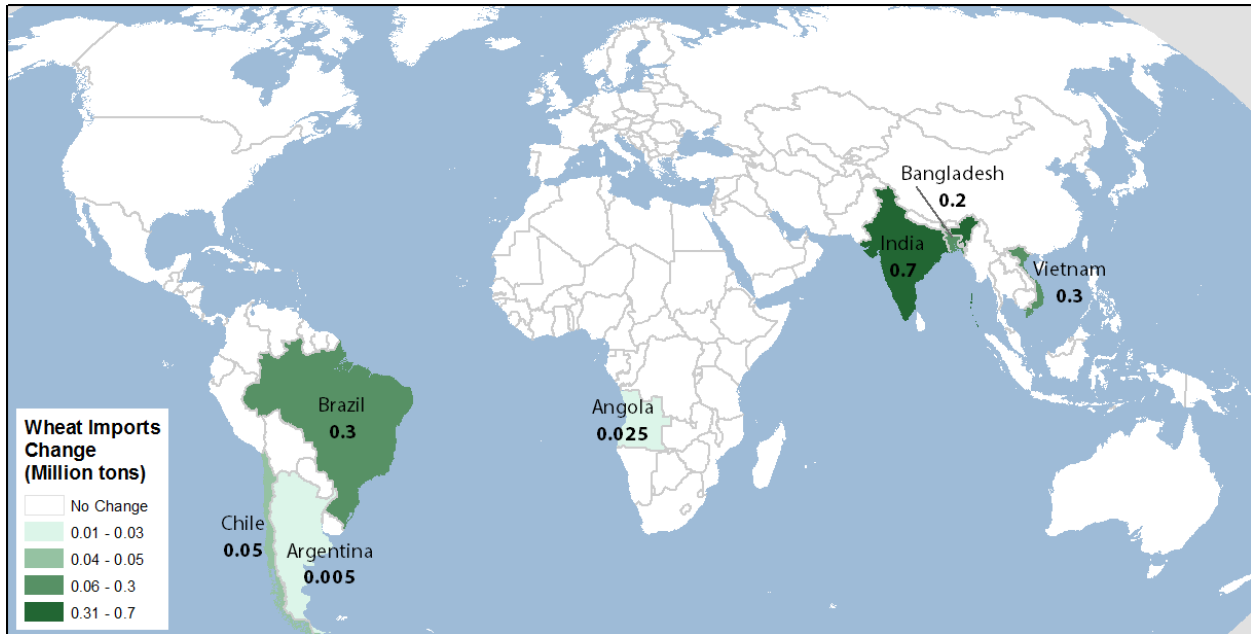 Bangladesh
0.2
India
0.7
Vietnam
0.3
Brazil
0.3
Angola
0.025
Chile
0.05
Argentina
0.005
Wheat Imports
Change
(Million tons)
No Change
0.01 - 0.03
0.04 - 0.05
0.06 - 0.3
0.31 - 0.7